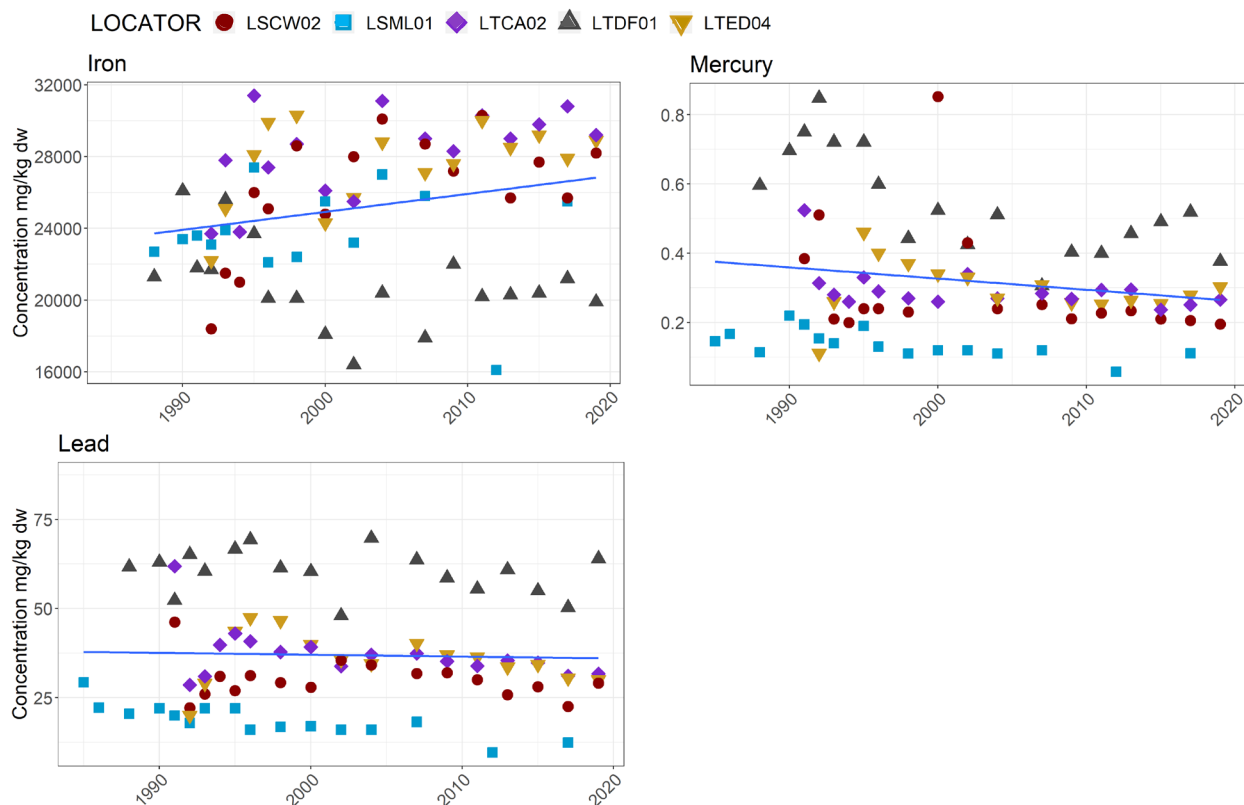 LOCATOR LSCW02 LSML01 LTCA02 LTDF01 LTED04
Iron
Concentration mg/kg dw
32000
28000
24000
20000
16000
1990 2000 2010 2020
Mercury
0.8
0.6
0.4
0.2
1990 2000 2010 2020
Lead
Concentration mg/kg dw
75
50
25
1990 2000 2010 2020